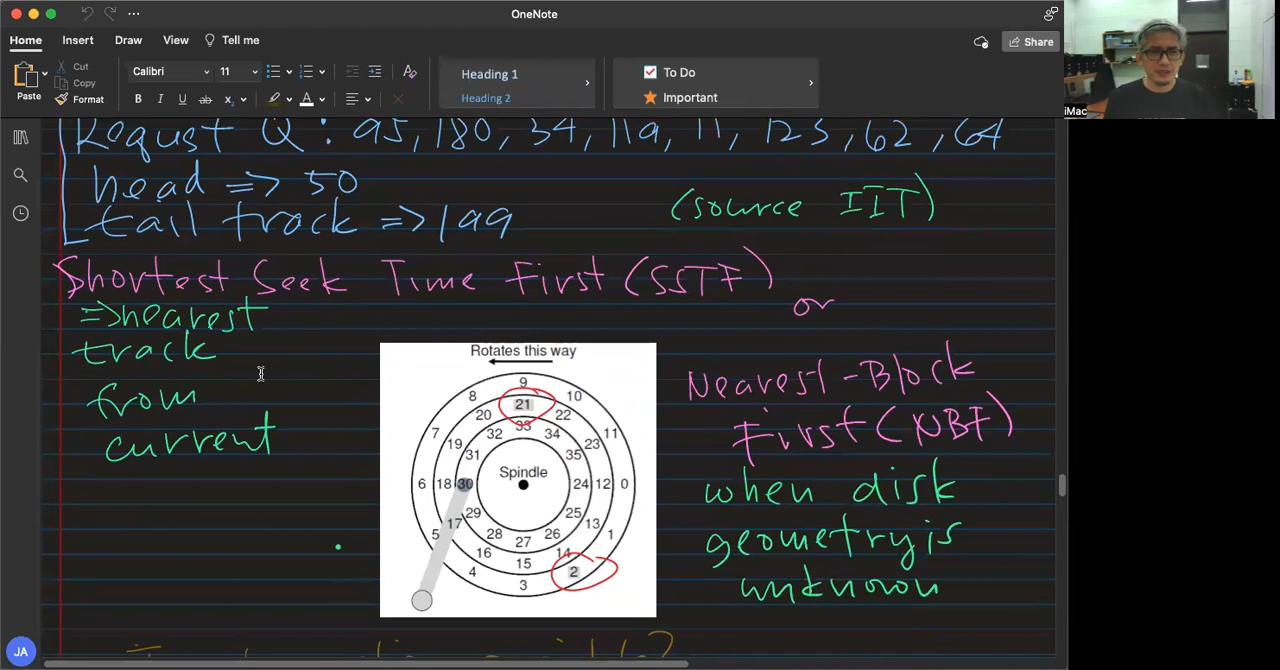 OneNote
Home Insert Draw View Tell me
Share
Cut
Copy
Paste Format
Calibri 11
B I U ab x
A
Heading 1
Heading 2
To Do
Important
iMac
Request Q : 95, 180, 34, 119, 11, 123, 62, 64
head => 50
tail track => 199
(source IIT)
Shortest Seek Time First (SSTF)
or
=>nearest
track
from
current
Nearest-Block
First (NBF)
when disk
geometry is
unknown
Rotates this way
9
8 10
21
20 22
7 33 11
32 34
19 23
31 35
Spindle
6 18 30 24 12 0
29 25
17 13
5 28 26 1
27
16 14
15
4 2
3
JA